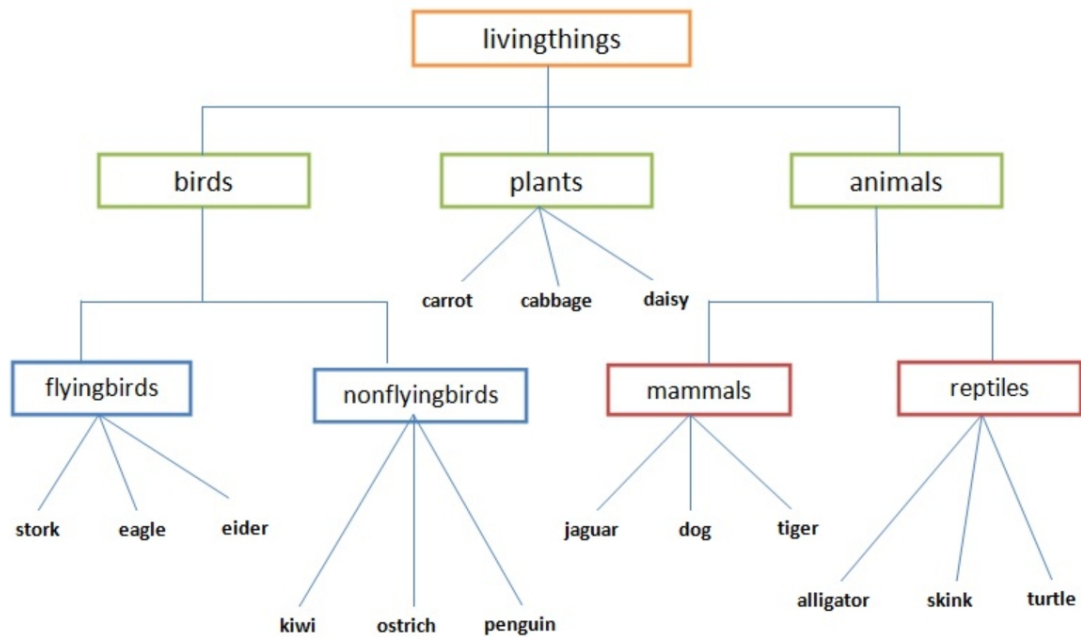 livingthings
birds
plants
animals
carrot
cabbage
daisy
flyingbirds
nonflyingbirds
mammals
reptiles
stork
eagle
eider
jaguar
dog
tiger
kiwi
ostrich
penguin
alligator
skink
turtle